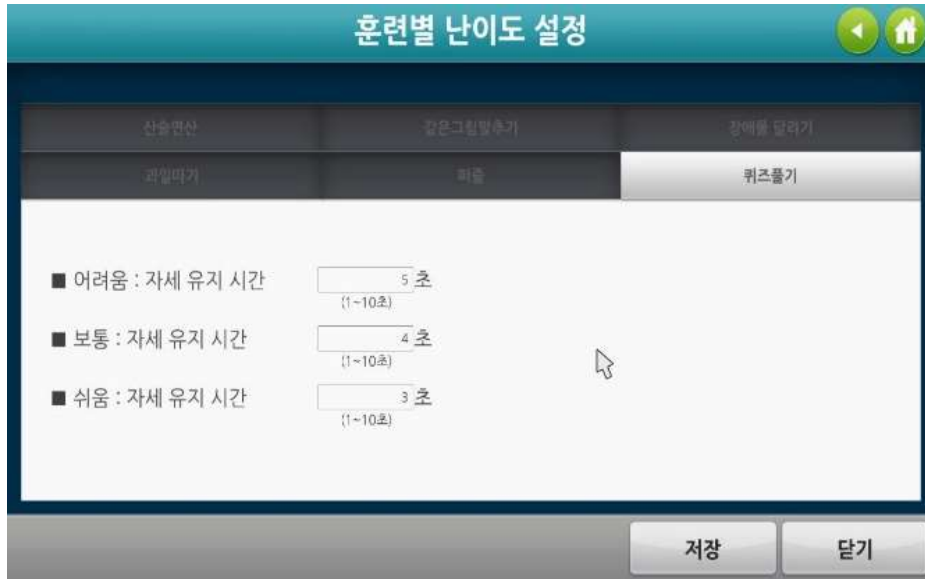 훈련별 난이도 설정
산술연산 같은그림맞추기 장애물 달리기
과일따기 퍼즐 퀴즈풀기
■ 어려움 : 자세 유지 시간 5 초
(1~10초)
■ 보통 : 자세 유지 시간 4 초
(1~10초)
■ 쉬움 : 자세 유지 시간 3 초
(1~10초)
저장 닫기